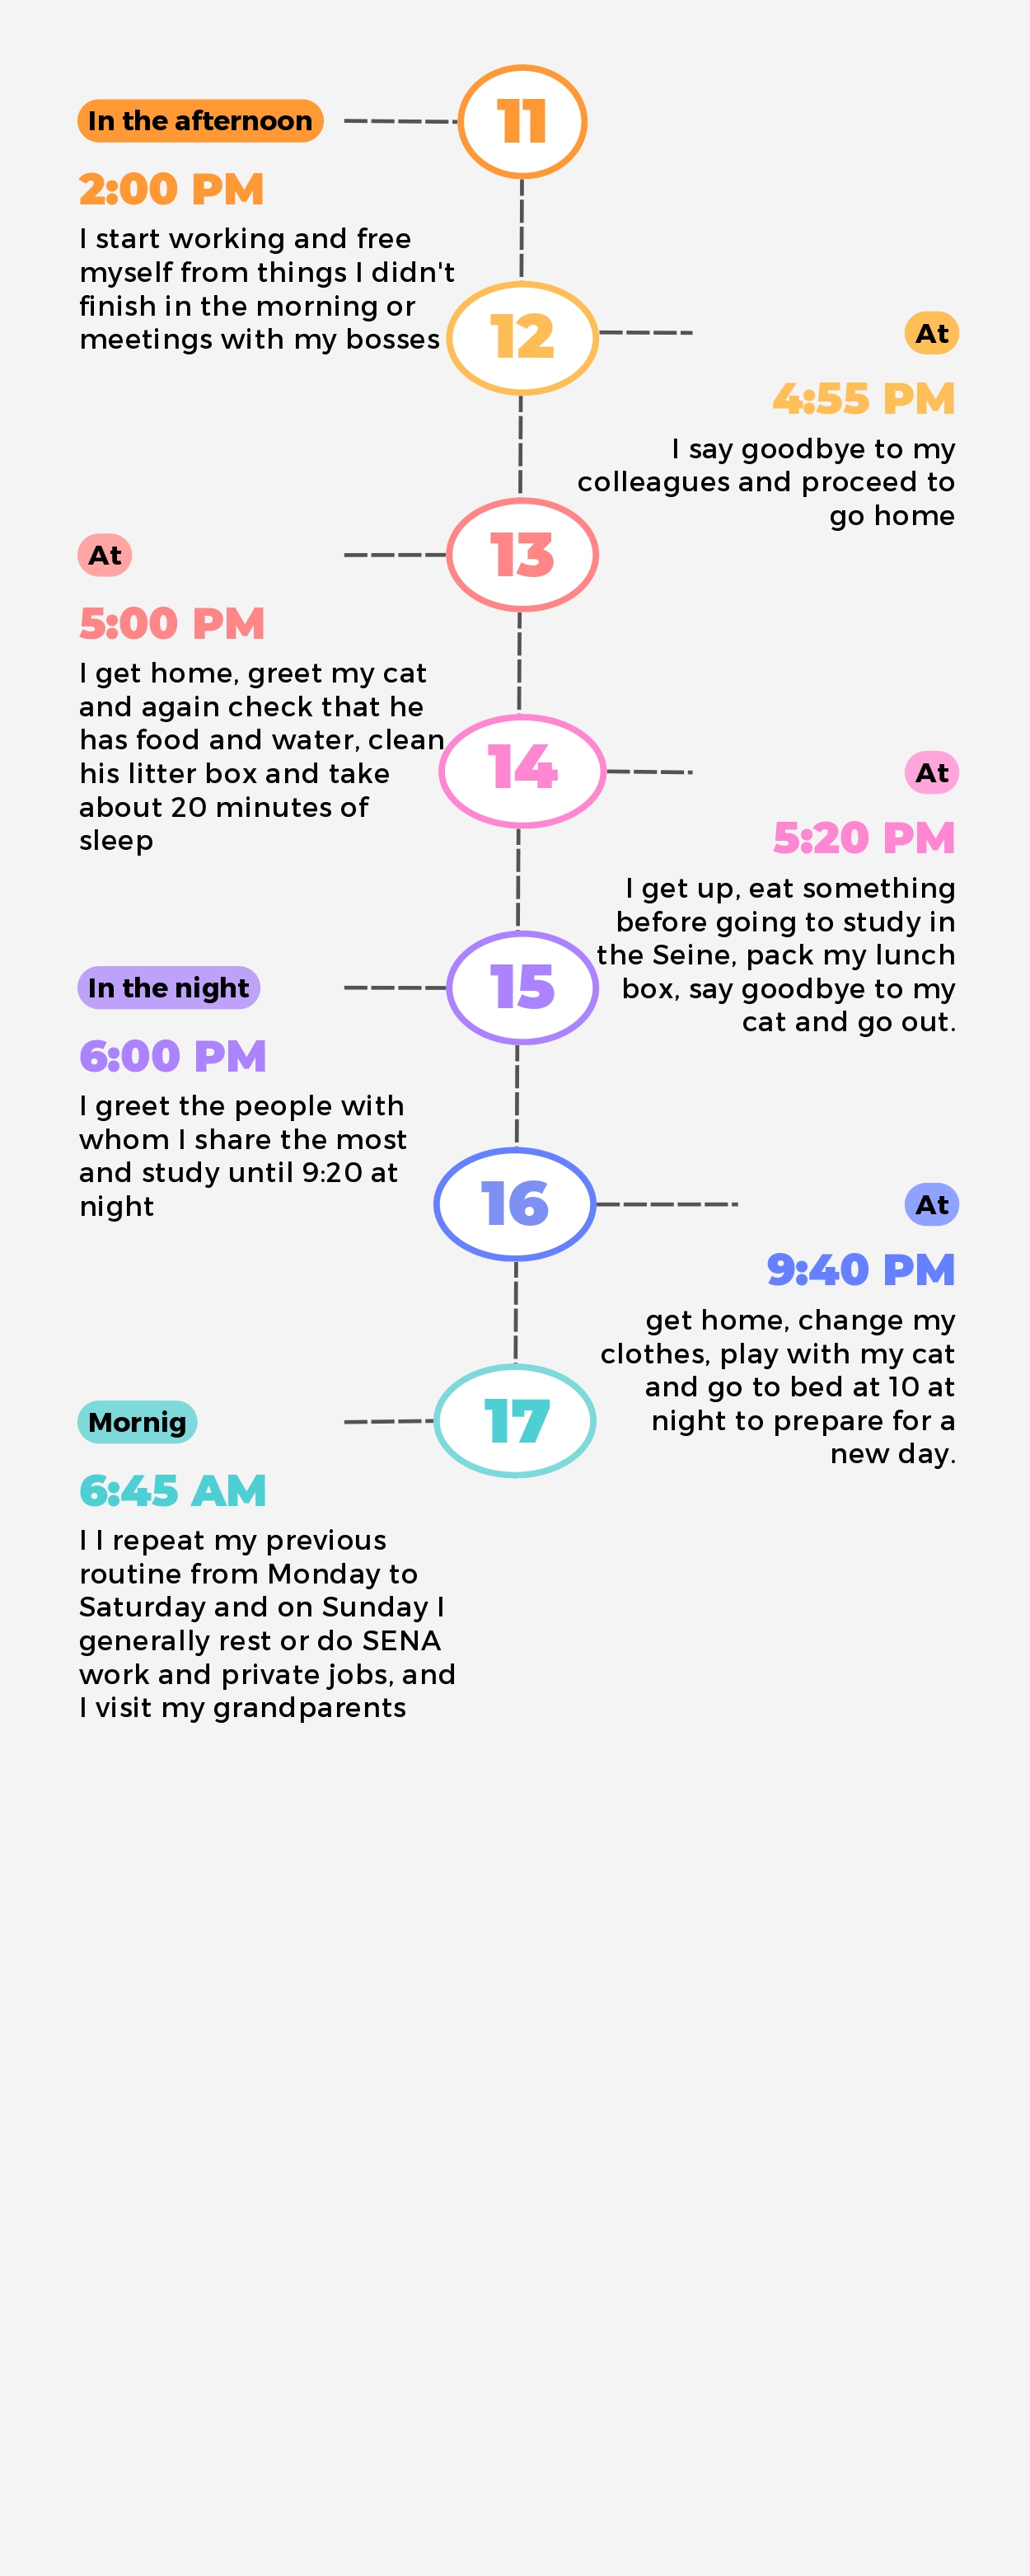 In the afternoon
11
2:00 PM
I start working and free
myself from things I didn't
finish in the morning or
meetings with my bosses
12
At
4:55 PM
I say goodbye to my
colleagues and proceed to
go home
At
13
5:00 PM
I get home, greet my cat
and again check that he
has food and water, clean
his litter box and take
about 20 minutes of
sleep
14
At
5:20 PM
I get up, eat something
before going to study in
the Seine, pack my lunch
box, say goodbye to my
cat and go out.
In the night
15
6:00 PM
I greet the people with
whom I share the most
and study until 9:20 at
night
16
At
9:40 PM
get home, change my
clothes, play with my cat
and go to bed at 10 at
night to prepare for a
new day.
Mornig
17
6:45 AM
I I repeat my previous
routine from Monday to
Saturday and on Sunday I
generally rest or do SENA
work and private jobs, and
I visit my grandparents